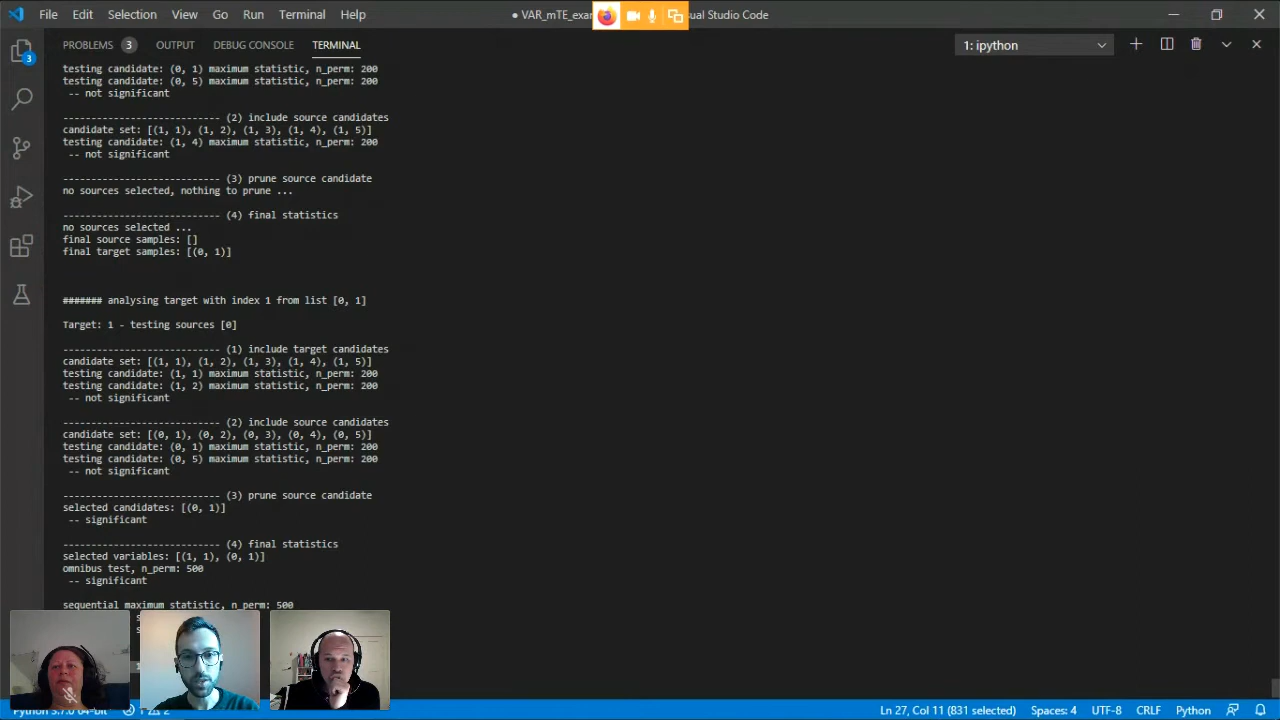 File Edit Selection View Go Run Terminal Help
● VAR_mTE_exa
sual Studio Code
PROBLEMS 3 OUTPUT DEBUG CONSOLE TERMINAL
1: ipython
3
testing candidate: (0, 1) maximum statistic, n_perm: 200
testing candidate: (0, 5) maximum statistic, n_perm: 200
-- not significant
---------------------------- (2) include source candidates
candidate set: [(1, 1), (1, 2), (1, 3), (1, 4), (1, 5)]
testing candidate: (1, 4) maximum statistic, n_perm: 200
-- not significant
---------------------------- (3) prune source candidate
no sources selected, nothing to prune ...
---------------------------- (4) final statistics
no sources selected ...
final source samples: []
final target samples: [(0, 1)]
####### analysing target with index 1 from list [0, 1]
Target: 1 - testing sources [0]
---------------------------- (1) include target candidates
candidate set: [(1, 1), (1, 2), (1, 3), (1, 4), (1, 5)]
testing candidate: (1, 1) maximum statistic, n_perm: 200
testing candidate: (1, 2) maximum statistic, n_perm: 200
-- not significant
---------------------------- (2) include source candidates
candidate set: [(0, 1), (0, 2), (0, 3), (0, 4), (0, 5)]
testing candidate: (0, 1) maximum statistic, n_perm: 200
testing candidate: (0, 5) maximum statistic, n_perm: 200
-- not significant
---------------------------- (3) prune source candidate
selected candidates: [(0, 1)]
-- significant
---------------------------- (4) final statistics
selected variables: [(1, 1), (0, 1)]
omnibus test, n_perm: 500
-- significant
sequential maximum statistic, n_perm: 500
Python 3.7.0 64-bit
Ln 27, Col 11 (831 selected) Spaces: 4 UTF-8 CRLF Python